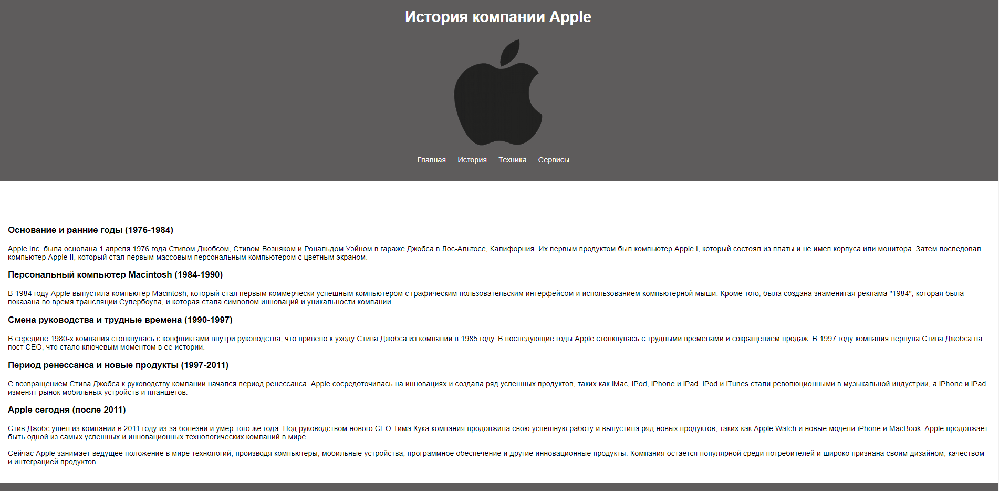 История компании Apple
Главная История Техника Сервисы
Основание и ранние годы (1976-1984)
Apple Inc. была основана 1 апреля 1976 года Стивом Джобсом, Стивом Возняком и Рональдом Уэйном в гараже Джобса в Лос-Альтосе, Калифорния. Их первым продуктом был компьютер Apple I, который состоял из платы и не имел корпуса или монитора. Затем последовал
компьютер Apple II, который стал первым массовым персональным компьютером с цветным экраном.
Персональный компьютер Macintosh (1984-1990)
В 1984 году Apple выпустила компьютер Macintosh, который стал первым коммерчески успешным компьютером с графическим пользовательским интерфейсом и использованием компьютерной мыши. Кроме того, была создана знаменитая реклама "1984", которая была
показана во время трансляции Супербоула, и которая стала символом инноваций и уникальности компании.
Смена руководства и трудные времена (1990-1997)
В середине 1980-х компания столкнулась с конфликтами внутри руководства, что привело к уходу Стива Джобса из компании в 1985 году. В последующие годы Apple столкнулась с трудными временами и сокращением продаж. В 1997 году компания вернула Стива Джобса на
пост CEO, что стало ключевым моментом в ее истории.
Период ренессанса и новые продукты (1997-2011)
С возвращением Стива Джобса к руководству компании начался период ренессанса. Apple сосредоточилась на инновациях и создала ряд успешных продуктов, таких как iMac, iPod, iPhone и iPad. iPod и iTunes стали революционными в музыкальной индустрии, а iPhone и iPad
изменят рынок мобильных устройств и планшетов.
Apple сегодня (после 2011)
Стив Джобс ушел из компании в 2011 году из-за болезни и умер того же года. Под руководством нового CEO Тима Кука компания продолжила свою успешную работу и выпустила ряд новых продуктов, таких как Apple Watch и новые модели iPhone и MacBook. Apple продолжает
быть одной из самых успешных и инновационных технологических компаний в мире.
Сейчас Apple занимает ведущее положение в мире технологий, производя компьютеры, мобильные устройства, программное обеспечение и другие инновационные продукты. Компания остается популярной среди потребителей и широко признана своим дизайном, качеством
и интеграцией продуктов.